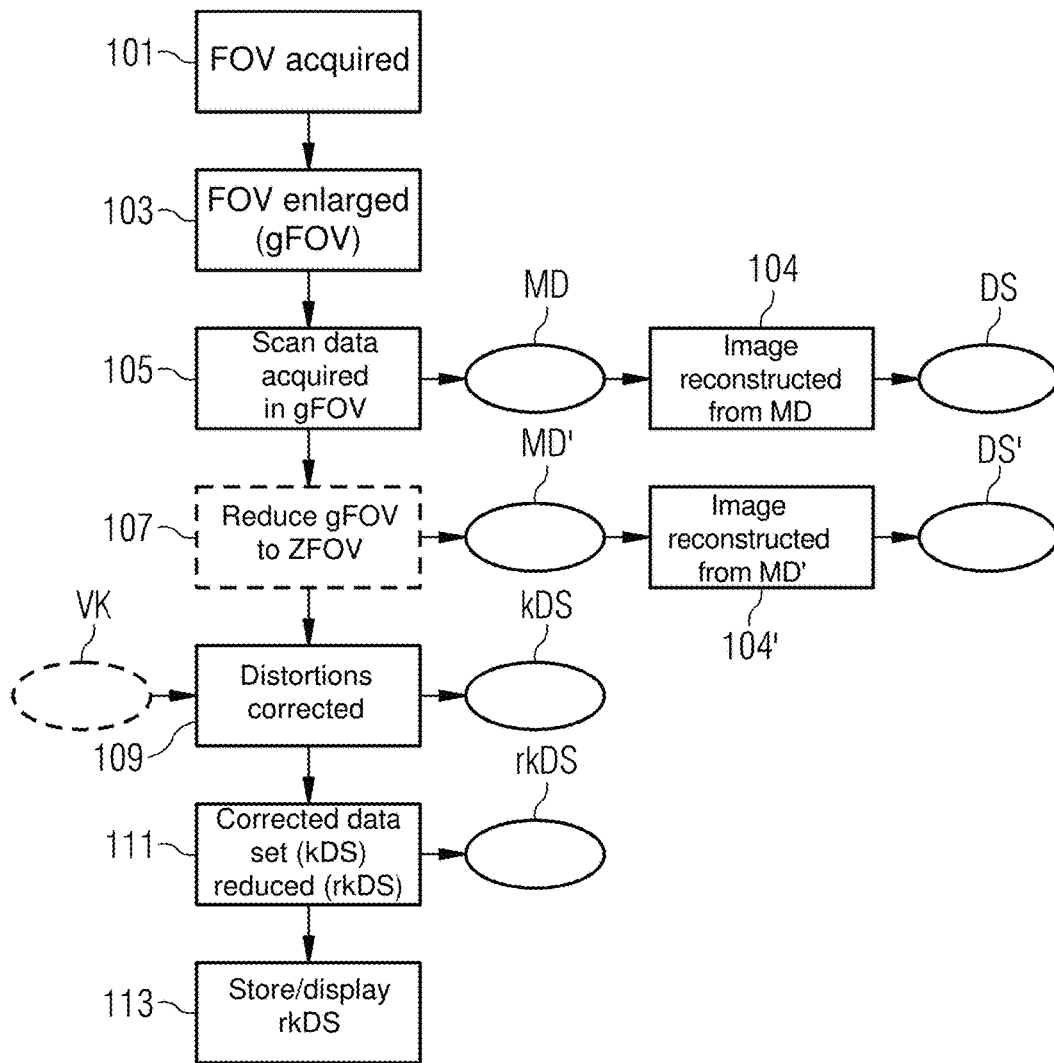 101
FOV acquired
103
FOV enlarged
(gFOV)
105
Scan data
acquired
in gFOV
MD
104
Image
reconstructed
from MD
DS
107
Reduce gFOV
to ZFOV
MD'
Image
reconstructed
from MD'
104'
DS'
VK
109
Distortions
corrected
kDS
111
Corrected data
set (kDS)
reduced (rkDS)
rkDS
113
Store/display
rkDS